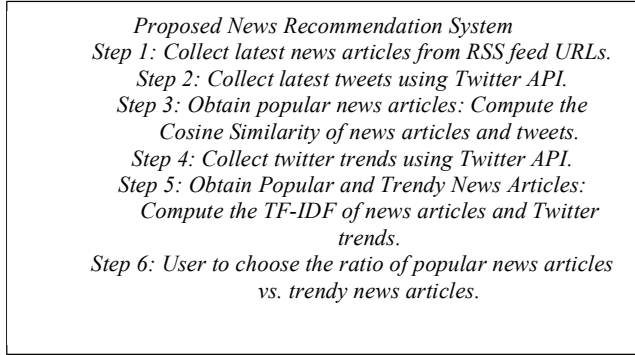 Proposed News Recommendation System
Step 1: Collect latest news articles from RSS feed URLs.
Step 2: Collect latest tweets using Twitter API.
Step 3: Obtain popular news articles: Compute the
Cosine Similarity of news articles and tweets.
Step 4: Collect twitter trends using Twitter API.
Step 5: Obtain Popular and Trendy News Articles:
Compute the TF-IDF of news articles and Twitter
trends.
Step 6: User to choose the ratio of popular news articles
vs. trendy news articles.